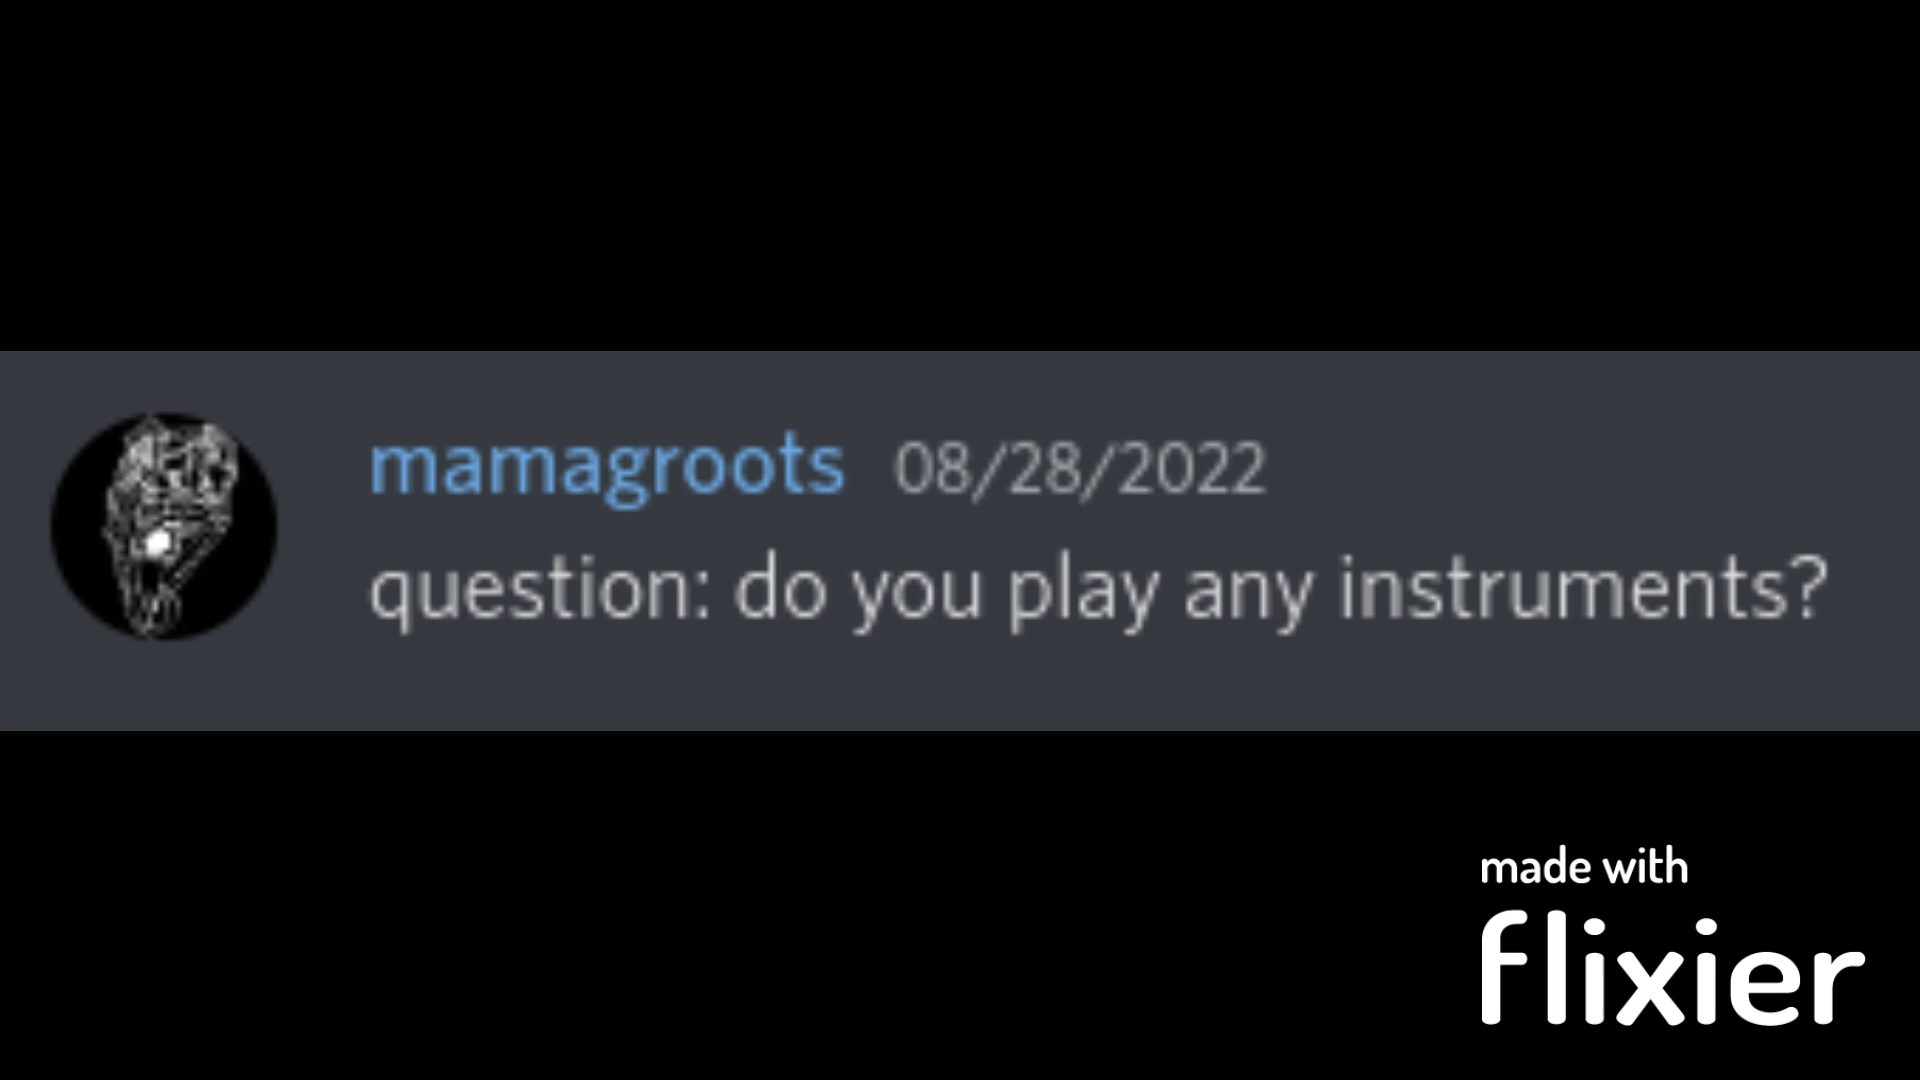 mamagroots 08/28/2022
question: do you play any instruments?
made with
flixier